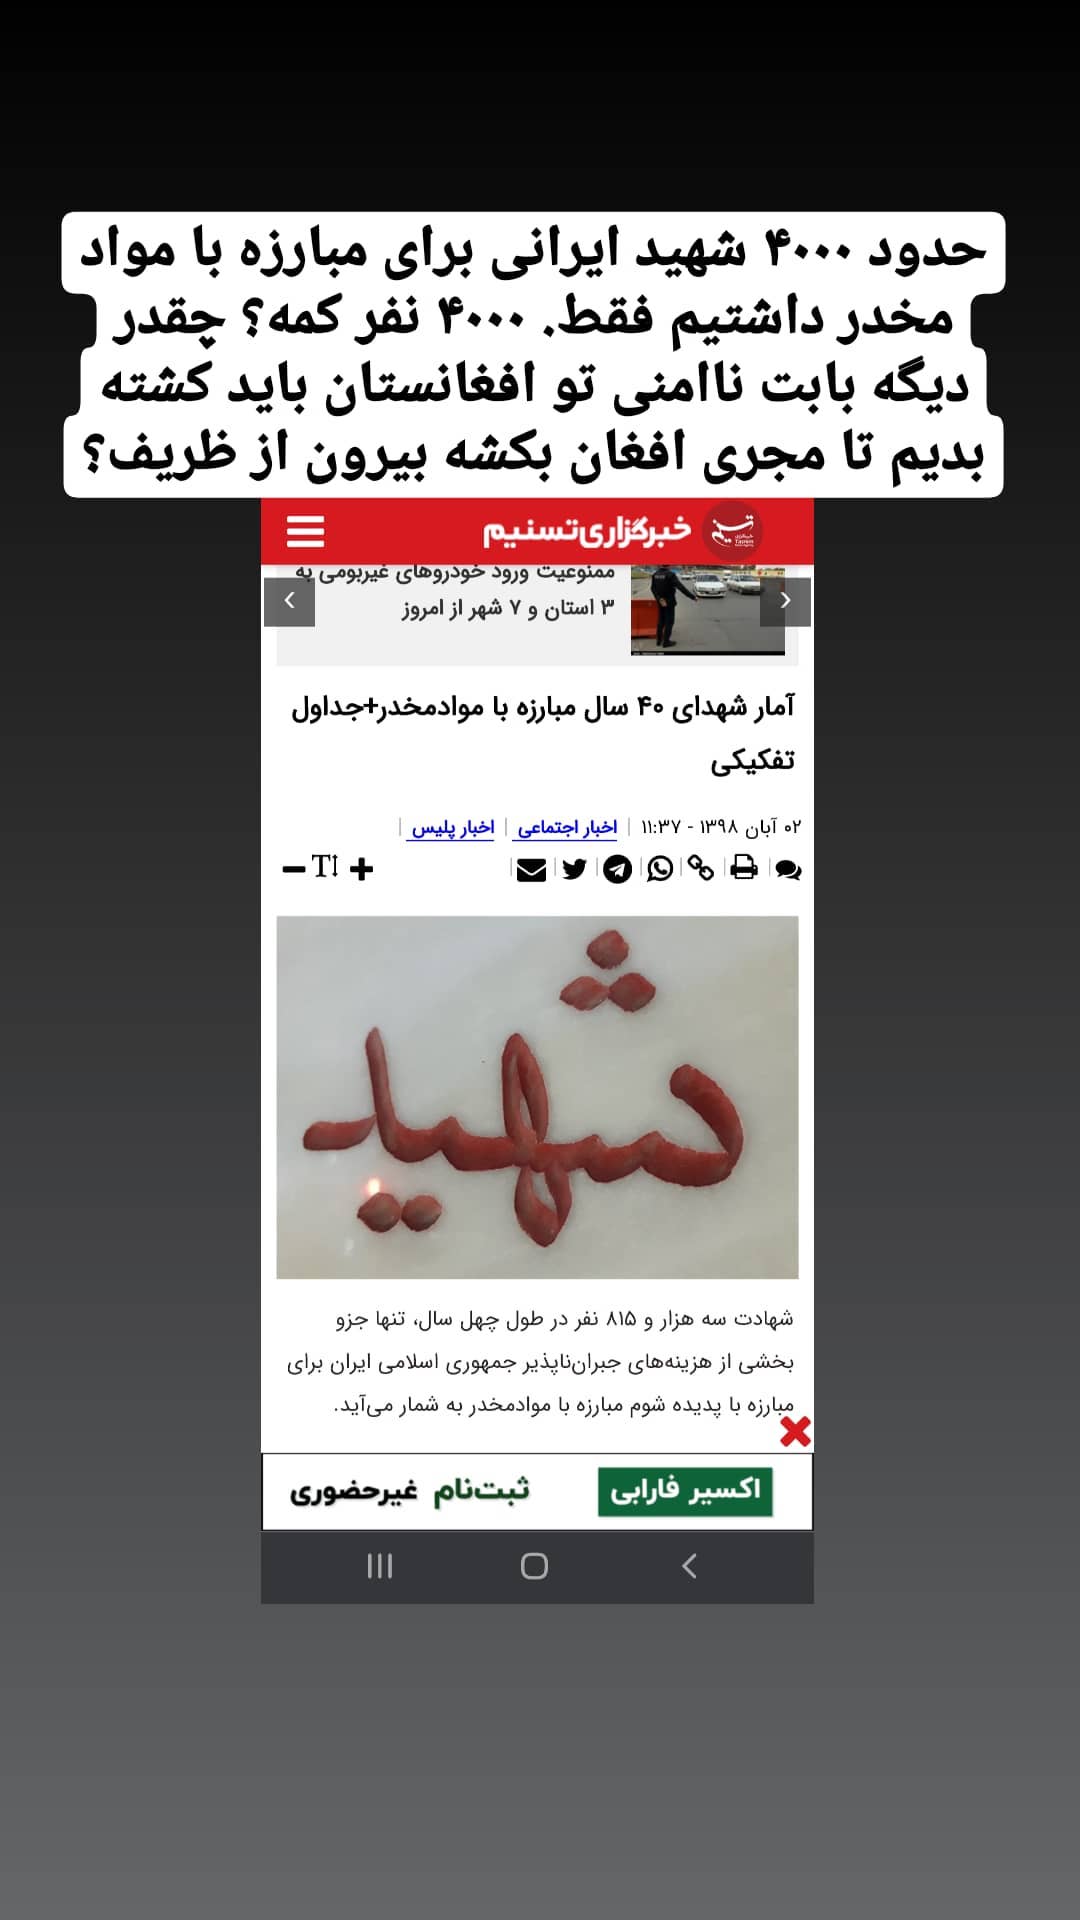 حدود ۴۰۰۰ شهید ایرانی برای مبارزه با مواد
مخدر داشتیم فقط. ۴۰۰۰ نفر کمه؟ چقدر
دیگه بابت ناامنی تو افغانستان باید کشته
بدیم تا مجری افغان بکشه بیرون از ظریف؟
خبرگزاری تسنیم
ممنوعیت ورود خودروهای غیربومی به
۳ استان و ۷ شهر از امروز
آمار شهدای ۴۰ سال مبارزه با موادمخدر+جداول
تفکیکی
۰۲ آبان ۱۳۹۸ - ۱۱:۳۷ | اخبار اجتماعی | اخبار پلیس |
شهید
شهادت سه هزار و ۸۱۵ نفر در طول چهل سال، تنها جزو
بخشی از هزینه‌های جبران‌ناپذیر جمهوری اسلامی ایران برای
مبارزه با پدیده شوم مبارزه با موادمخدر به شمار می‌آید.
اکسیر فارابی ثبت‌نام غیرحضوری